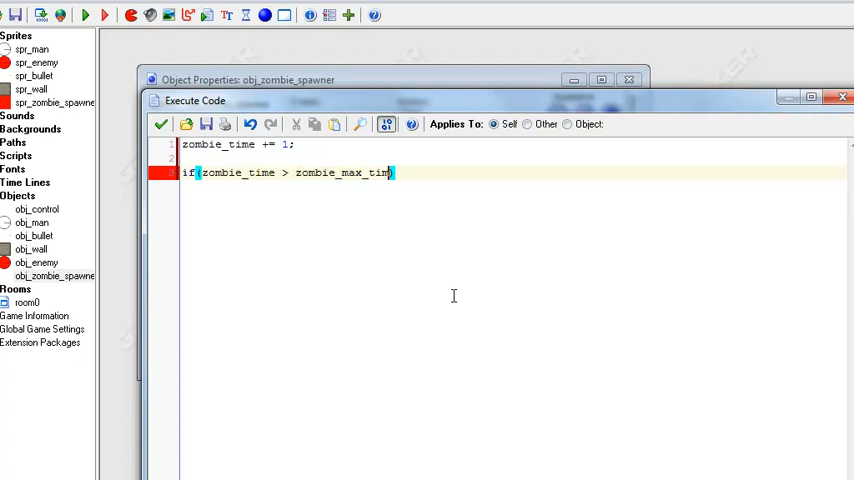 Sprites
spr_man
spr_enemy
spr_bullet
spr_wall
spr_zombie_spawne
Sounds
Backgrounds
Paths
Scripts
Fonts
Time Lines
Objects
obj_control
obj_man
obj_bullet
obj_wall
obj_enemy
obj_zombie_spawne
Rooms
room0
Game Information
Global Game Settings
Extension Packages
Object Properties: obj_zombie_spawner
Execute Code
Applies To: Self Other Object:
1 zombie_time += 1;
2
3 if(zombie_time > zombie_max_tim)